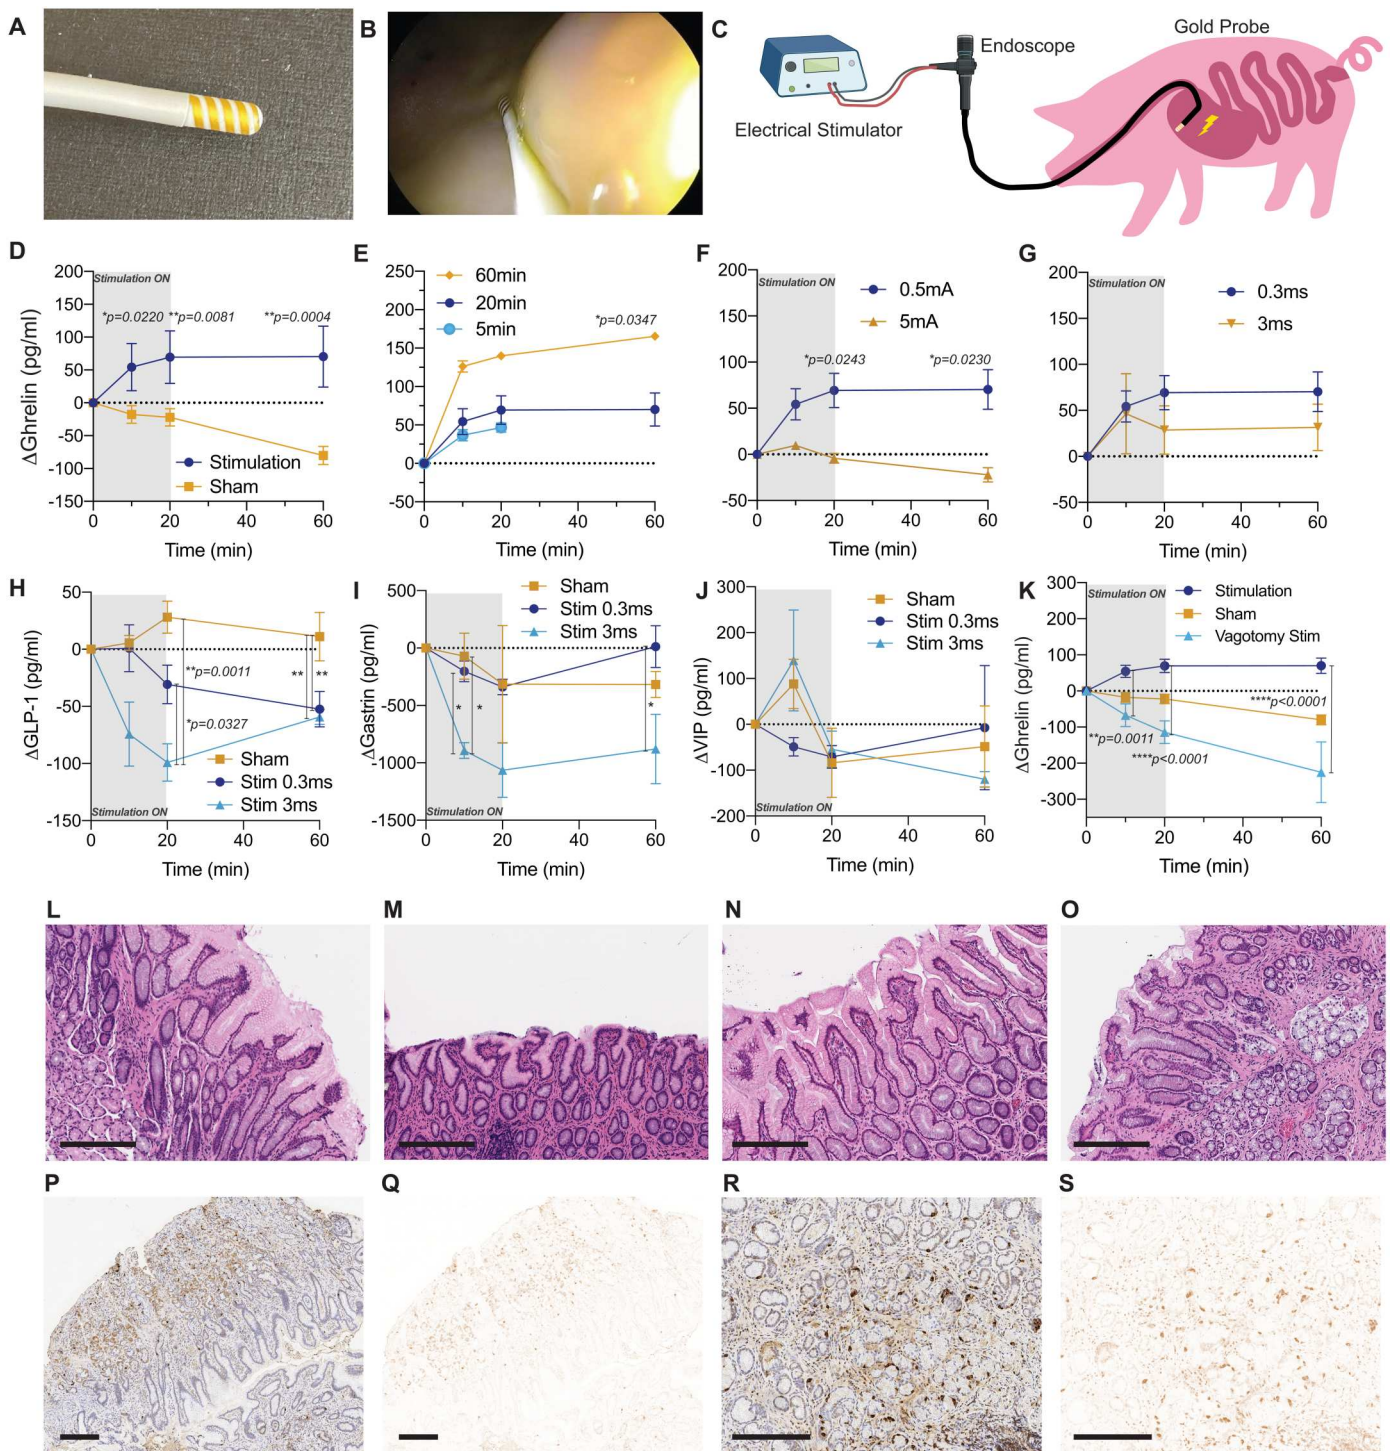 A
B
C
Endoscope
Gold Probe
Electrical Stimulator
D
200
150
100
50
0
-50
-100
-150
ΔGhrelin (pg/ml)
Stimulation ON
*p=0.0220 **p=0.0081 **p=0.0004
Stimulation
Sham
0 20 40 60
Time (min)
E
250
200
150
100
50
0
-50
60min
20min
5min
*p=0.0347
0 20 40 60
Time (min)
F
200
150
100
50
0
-50
Stimulation ON
0.5mA
5mA
*p=0.0243 *p=0.0230
0 20 40 60
Time (min)
G
200
150
100
50
0
-50
Stimulation ON
0.3ms
3ms
0 20 40 60
Time (min)
H
50
0
-50
-100
-150
ΔGLP-1 (pg/ml)
**p=0.0011
** **
*p=0.0327
Sham
Stim 0.3ms
Stim 3ms
Stimulation ON
0 20 40 60
Time (min)
I
500
0
-500
-1000
-1500
ΔGastrin (pg/ml)
Sham
Stim 0.3ms
Stim 3ms
* * *
Stimulation ON
0 20 40 60
Time (min)
J
300
200
100
0
-100
-200
ΔVIP (pg/ml)
Sham
Stim 0.3ms
Stim 3ms
Stimulation ON
0 20 40 60
Time (min)
K
300
200
100
0
-100
-200
-300
ΔGhrelin (pg/ml)
Stimulation ON
Stimulation
Sham
Vagotomy Stim
****p<0.0001
**p=0.0011
****p<0.0001
0 20 40 60
Time (min)
L
M
N
O
P
Q
R
S